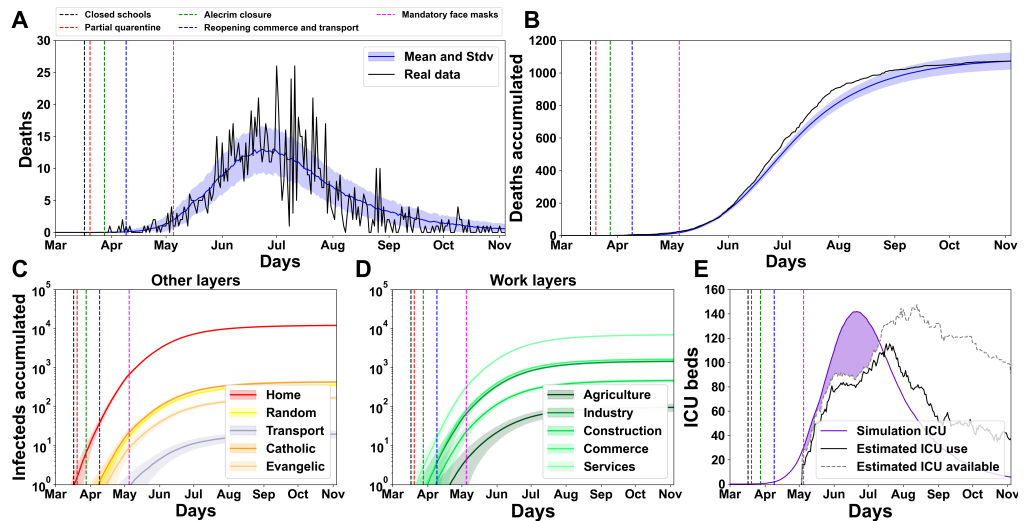 A
B
Closed schools
Partial quarentine
Alecrim closure
Reopening commerce and transport
Mandatory face masks
30
25
20
15
10
5
0
Deaths
Mean and Stdv
Real data
Mar Apr May Jun Jul Aug Sep Oct Nov
Days
1200
1000
800
600
400
200
0
Deaths accumulated
Mar Apr May Jun Jul Aug Sep Oct Nov
Days
C
Other layers
10^5
10^4
10^3
10^2
10^1
10^0
Infecteds accumulated
Home
Random
Transport
Catholic
Evangelic
Mar Apr May Jun Jul Aug Sep Oct Nov
Days
D
Work layers
10^5
10^4
10^3
10^2
10^1
10^0
Agriculture
Industry
Construction
Commerce
Services
Mar Apr May Jun Jul Aug Sep Oct Nov
Days
E
160
140
120
100
80
60
40
20
0
ICU beds
Simulation ICU
Estimated ICU use
Estimated ICU available
Mar Apr May Jun Jul Aug Sep Oct Nov
Days